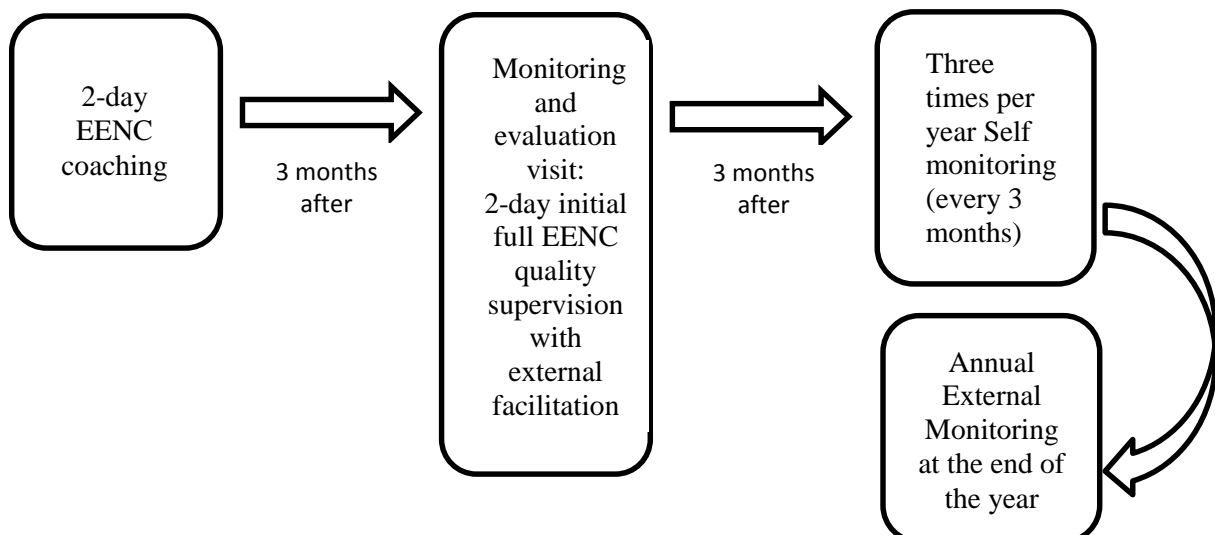 2-day
EENC
coaching
3 months
after
Monitoring
and
evaluation
visit:
2-day initial
full EENC
quality
supervision
with
external
facilitation
3 months
after
Three
times per
year Self
monitoring
(every 3
months)
Annual
External
Monitoring
at the end of
the year